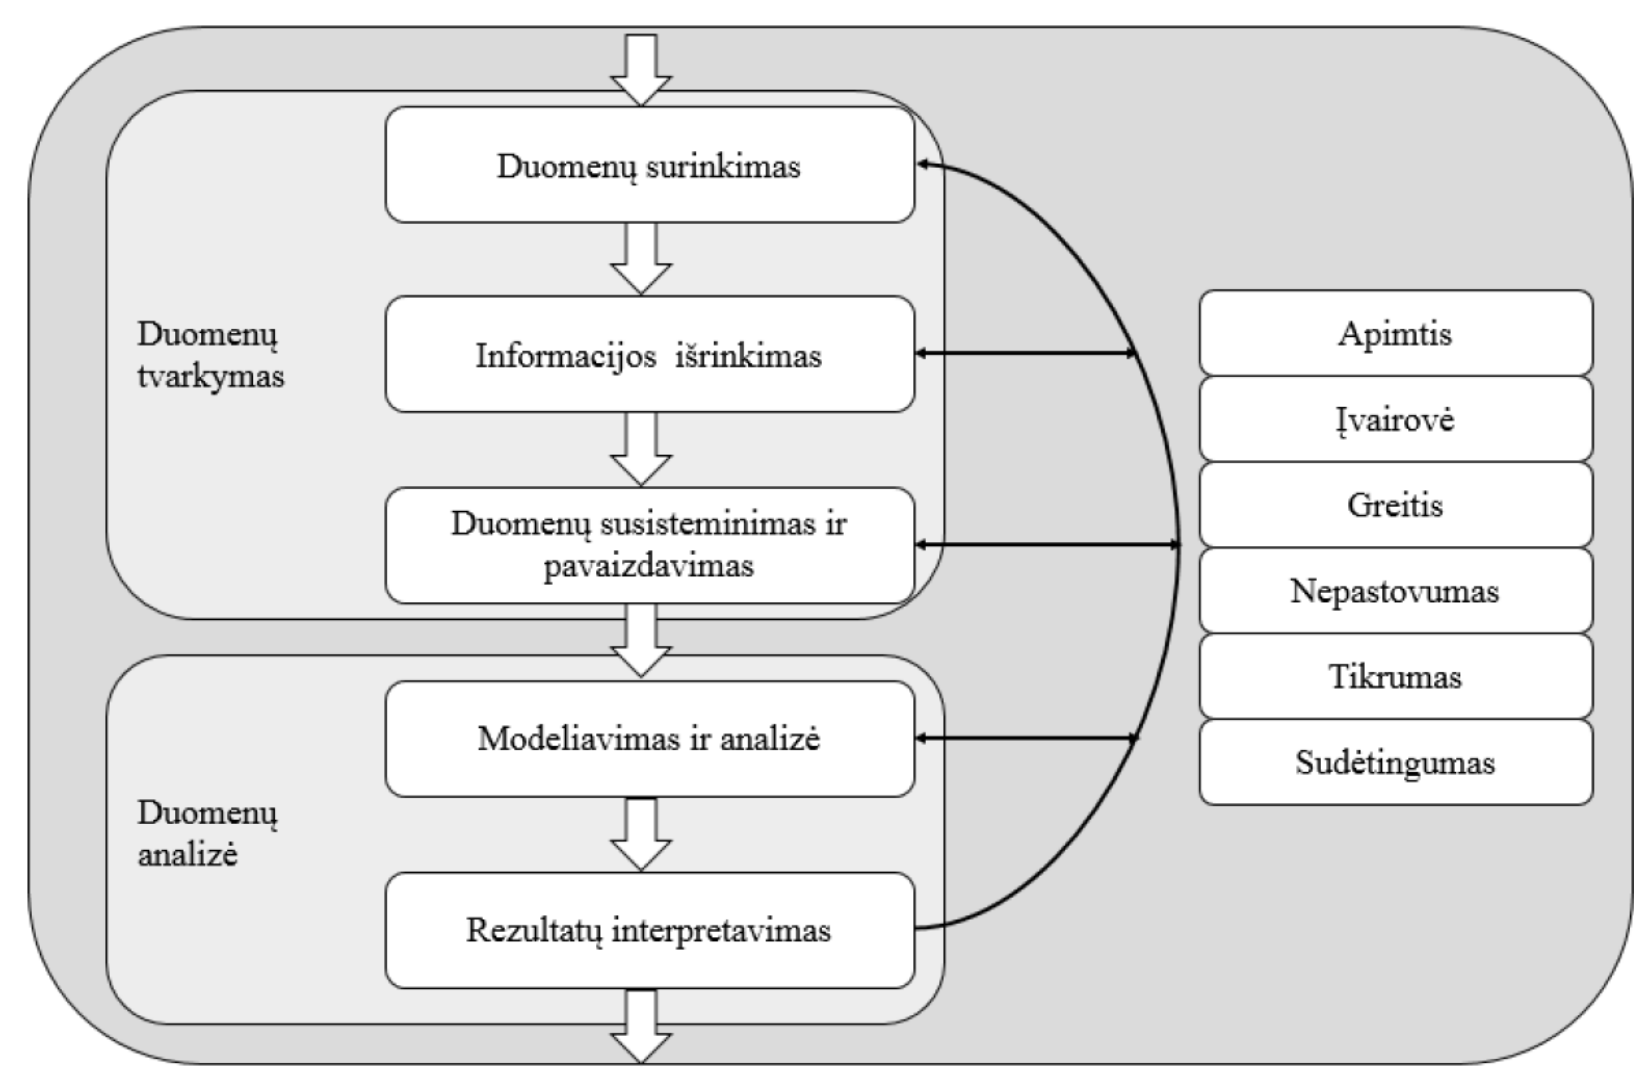 Duomenų
tvarkymas
Duomenų surinkimas
Informacijos išrinkimas
Duomenų susisteminimas ir
pavaizdavimas
Duomenų
analizė
Modeliavimas ir analizė
Rezultatų interpretavimas
Apimtis
Įvairovė
Greitis
Nepastovumas
Tikrumas
Sudėtingumas